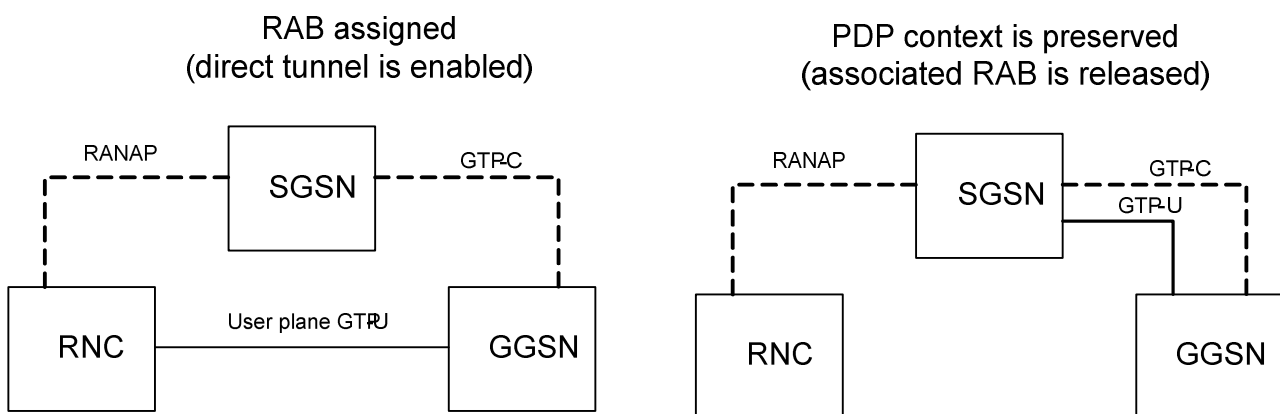 RAB assigned
(direct tunnel is enabled)
RANAP
GTP-C
SGSN
RNC
User plane GTP-U
GGSN
PDP context is preserved
(associated RAB is released)
RANAP
SGSN
GTP-C
GTP-U
RNC
GGSN